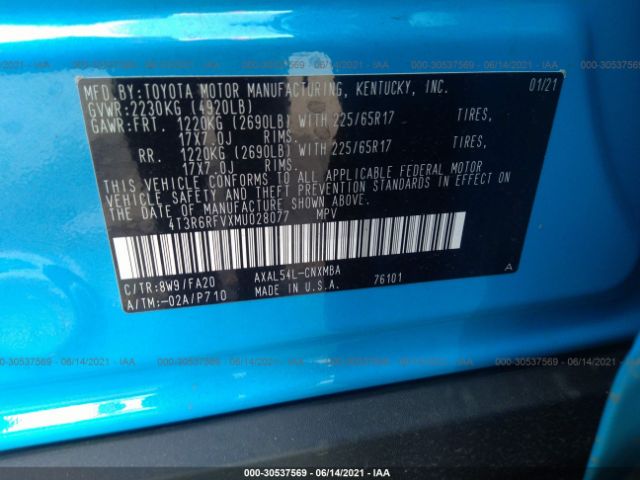 000-30537569 - 06/14/2021 - IAA
MFD.BY:TOYOTA MOTOR MANUFACTURING, KENTUCKY, INC. 01/21
GVWR:2230KG (4920LB)
GAWR:FRT. 1220KG (2690LB) WITH 225/65R17 TIRES,
17X7.0J RIMS
RR. 1220KG (2690LB) WITH 225/65R17 TIRES,
17X7.0J RIMS
THIS VEHICLE CONFORMS TO ALL APPLICABLE FEDERAL MOTOR
VEHICLE SAFETY AND THEFT PREVENTION STANDARDS IN EFFECT ON
THE DATE OF MANUFACTURE SHOWN ABOVE.
4T3R6RFVXMU028077 MPV
C/TR:8W9/FA20 AXAL54L-CNXMBA A
A/TM:-02A/P710 MADE IN U.S.A. 76101
000-30537569 - 06/14/2021 - IAA
000-30537569 - 06/14/2021 - IAA